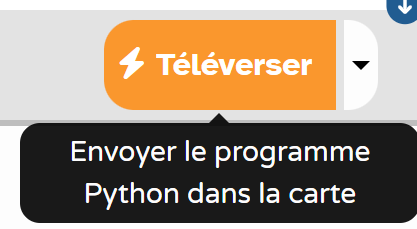 Téléverser
Envoyer le programme
Python dans la carte